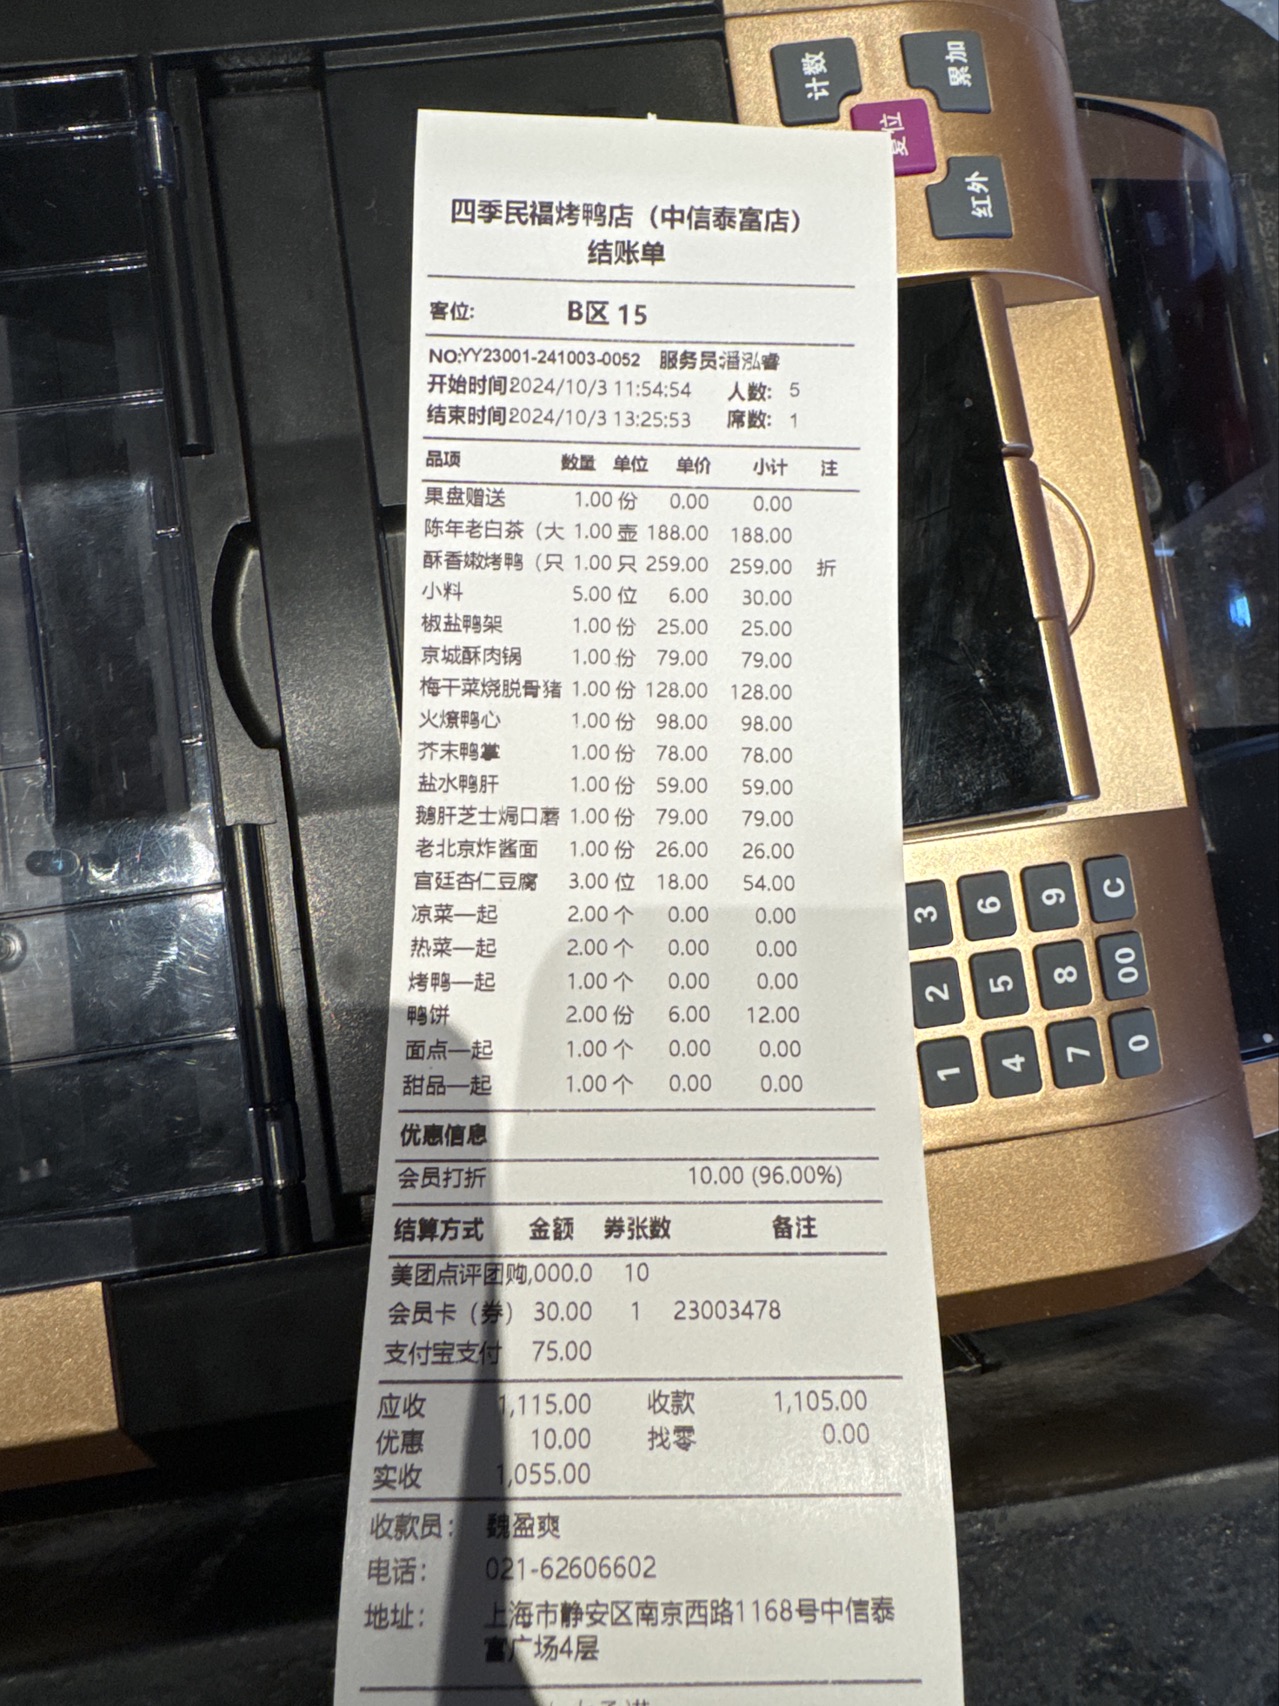 计数
累加
复位
红外
四季民福烤鸭店（中信泰富店）
结账单
客位: B区 15
NO:YY23001-241003-0052 服务员:潘泓睿
开始时间2024/10/3 11:54:54 人数: 5
结束时间2024/10/3 13:25:53 席数: 1
品项 数量 单位 单价 小计 注
果盘赠送 1.00 份 0.00 0.00
陈年老白茶（大 1.00 壶 188.00 188.00
酥香嫩烤鸭（只 1.00 只 259.00 259.00 折
小料 5.00 位 6.00 30.00
椒盐鸭架 1.00 份 25.00 25.00
京城酥肉锅 1.00 份 79.00 79.00
梅干菜烧脱骨猪 1.00 份 128.00 128.00
火燎鸭心 1.00 份 98.00 98.00
芥末鸭掌 1.00 份 78.00 78.00
盐水鸭肝 1.00 份 59.00 59.00
鹅肝芝士焗口蘑 1.00 份 79.00 79.00
老北京炸酱面 1.00 份 26.00 26.00
宫廷杏仁豆腐 3.00 位 18.00 54.00
凉菜—起 2.00 个 0.00 0.00
热菜—起 2.00 个 0.00 0.00
烤鸭—起 1.00 个 0.00 0.00
鸭饼 2.00 份 6.00 12.00
面点—起 1.00 个 0.00 0.00
甜品—起 1.00 个 0.00 0.00
优惠信息
会员打折 10.00 (96.00%)
结算方式 金额 券张数 备注
美团点评团购,000.0 10
会员卡（券） 30.00 1 23003478
支付宝支付 75.00
应收 1,115.00 收款 1,105.00
优惠 10.00 找零 0.00
实收 1,055.00
收款员: 魏盈爽
电话: 021-62606602
地址: 上海市静安区南京西路1168号中信泰
富广场4层
3 6 9 C
2 5 8 00
1 4 7 0